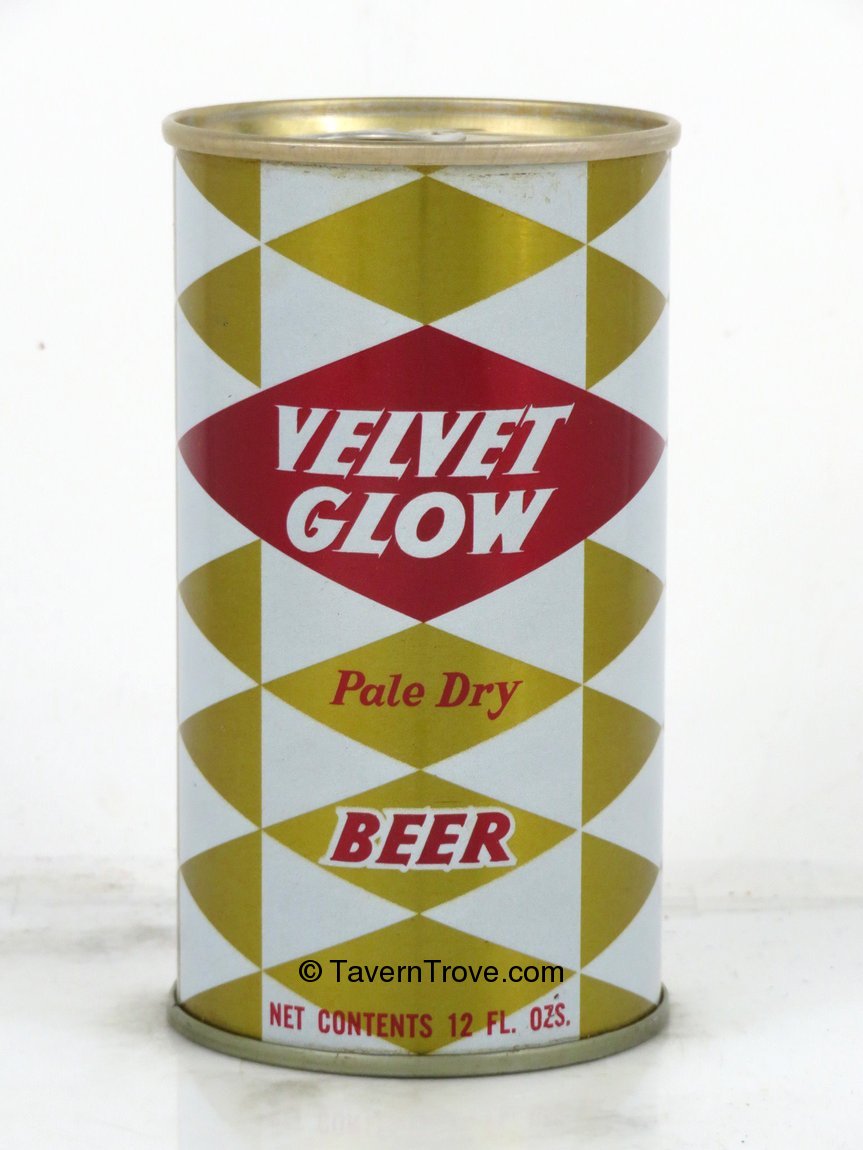 VELVET
GLOW
Pale Dry
BEER
© TavernTrove.com
NET CONTENTS 12 FL. OZS.